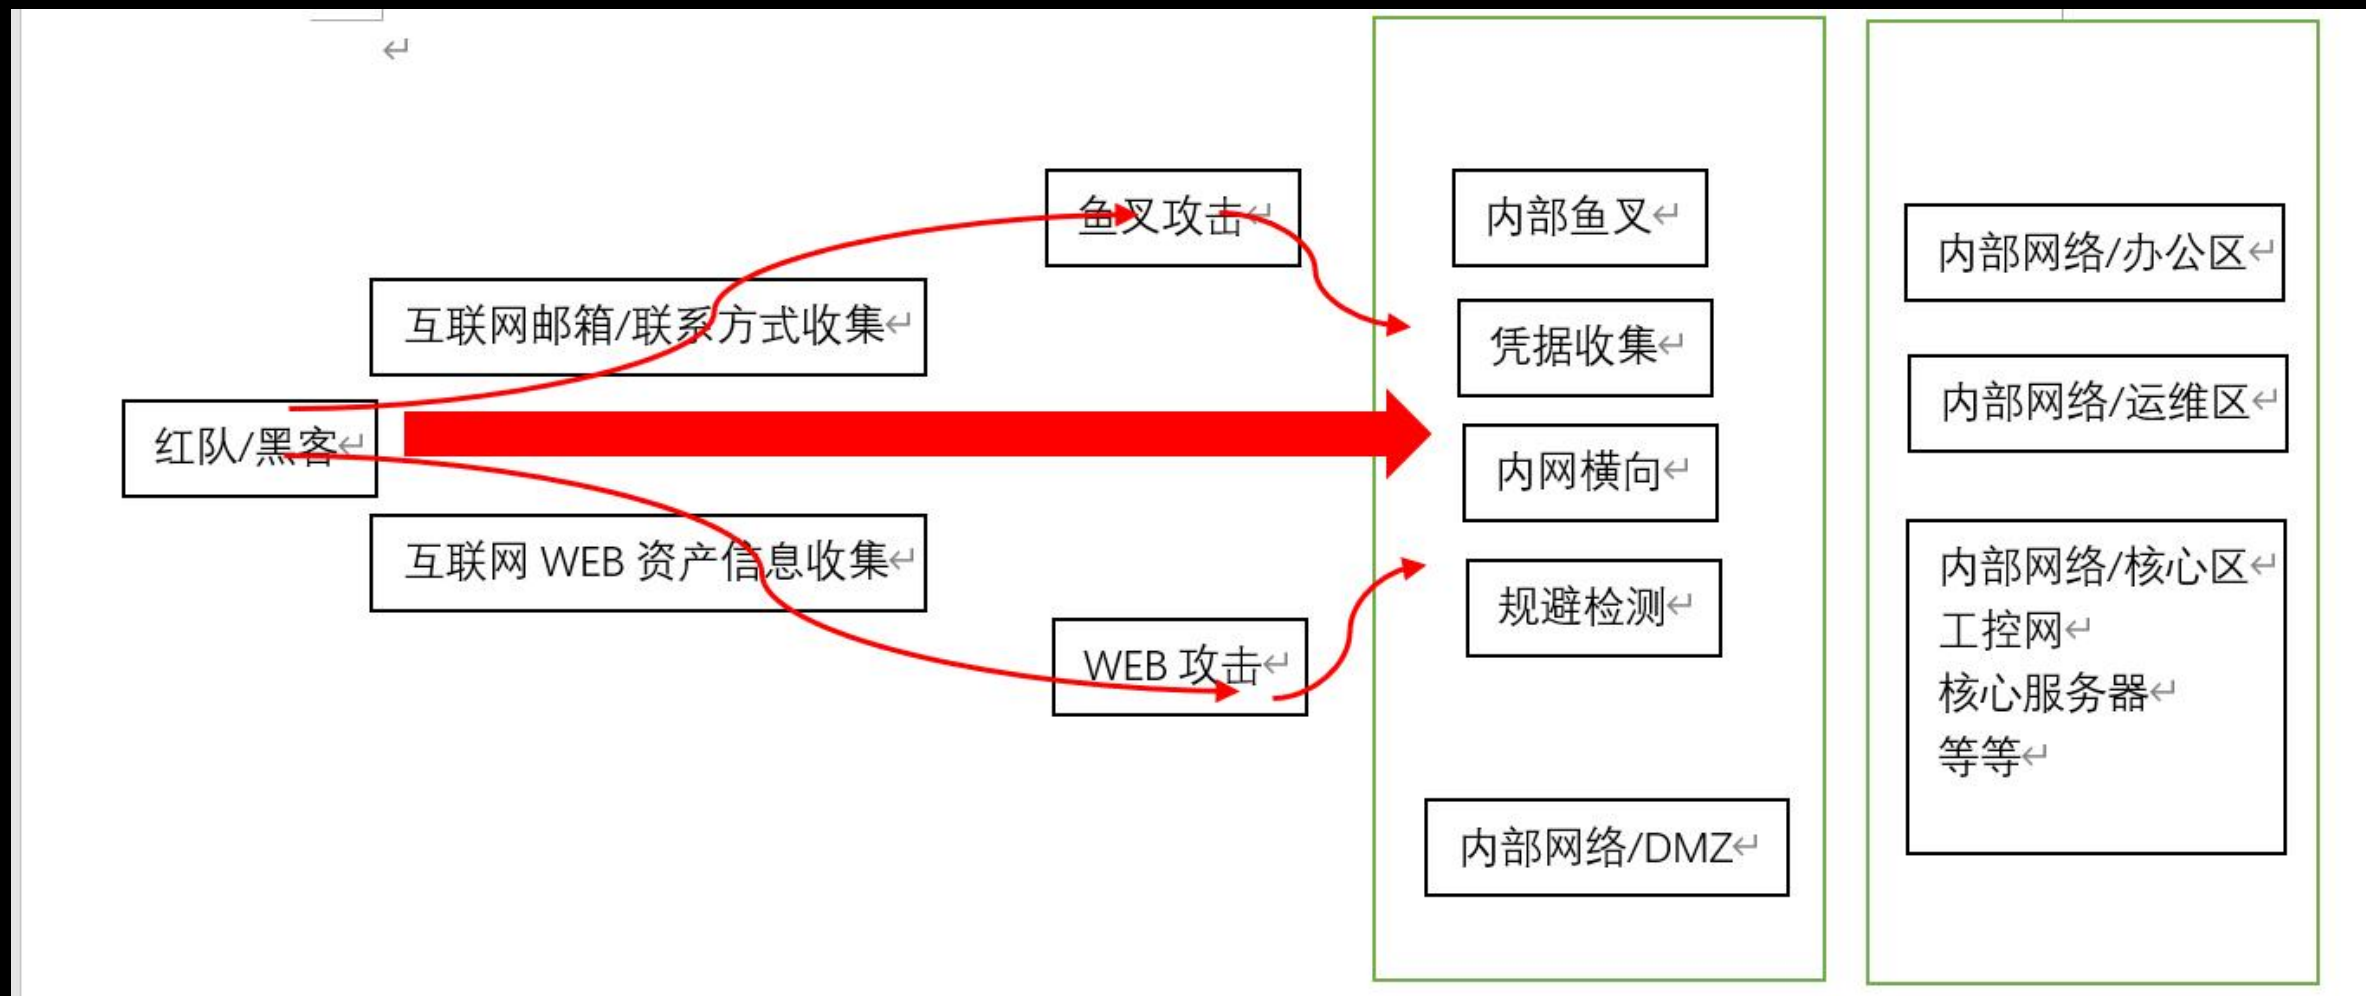 鱼叉攻击
内部鱼叉
内部网络/办公区
互联网邮箱/联系方式收集
凭据收集
内部网络/运维区
红队/黑客
内网横向
互联网 WEB 资产信息收集
规避检测
内部网络/核心区
工控网
核心服务器
等等
WEB 攻击
内部网络/DMZ